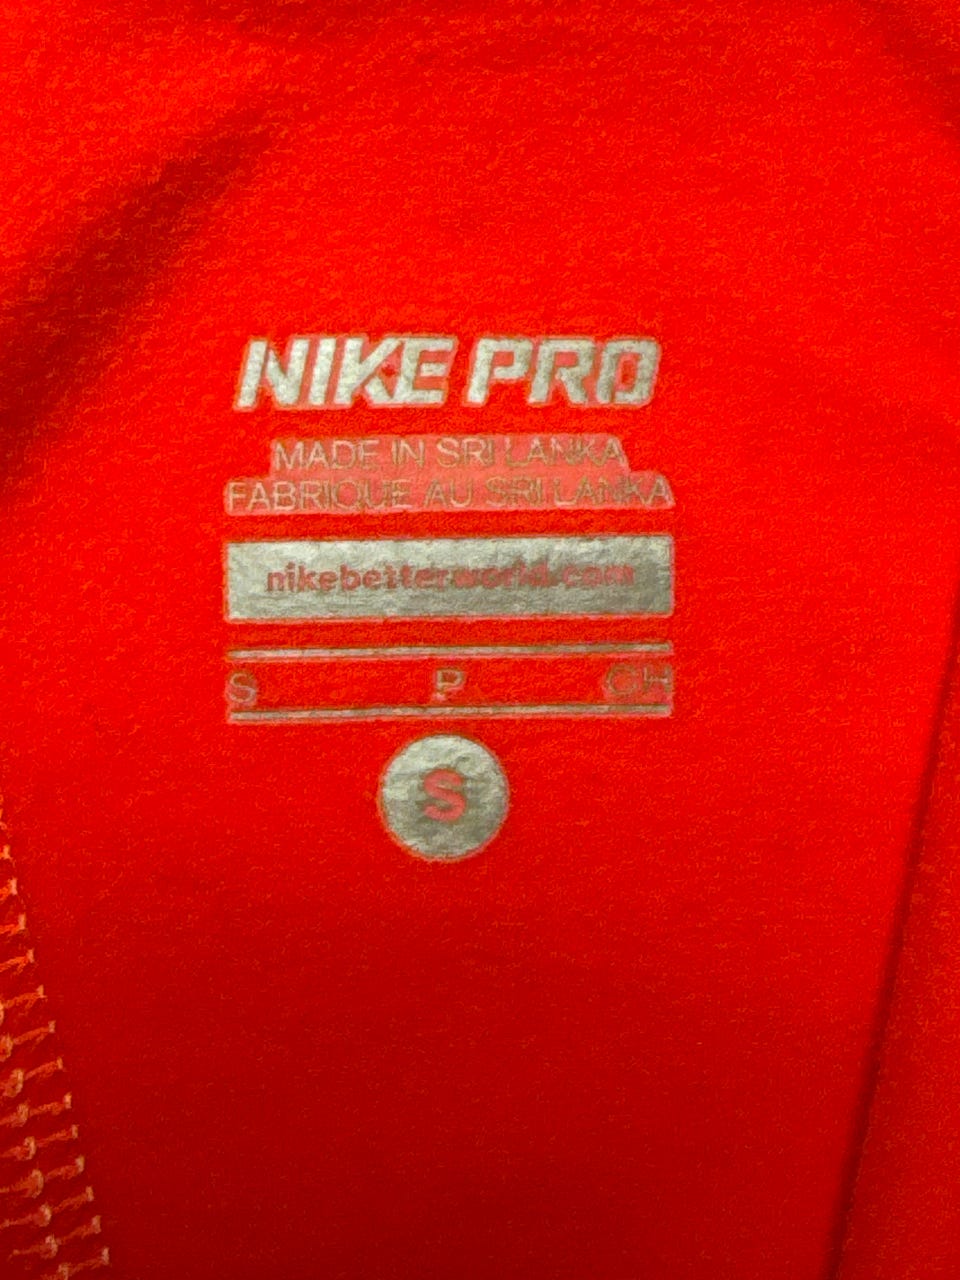 NIKE PRO
MADE IN SRI LANKA
FABRIQUE AU SRI LANKA
nikebetterworld.com
S P CH
S